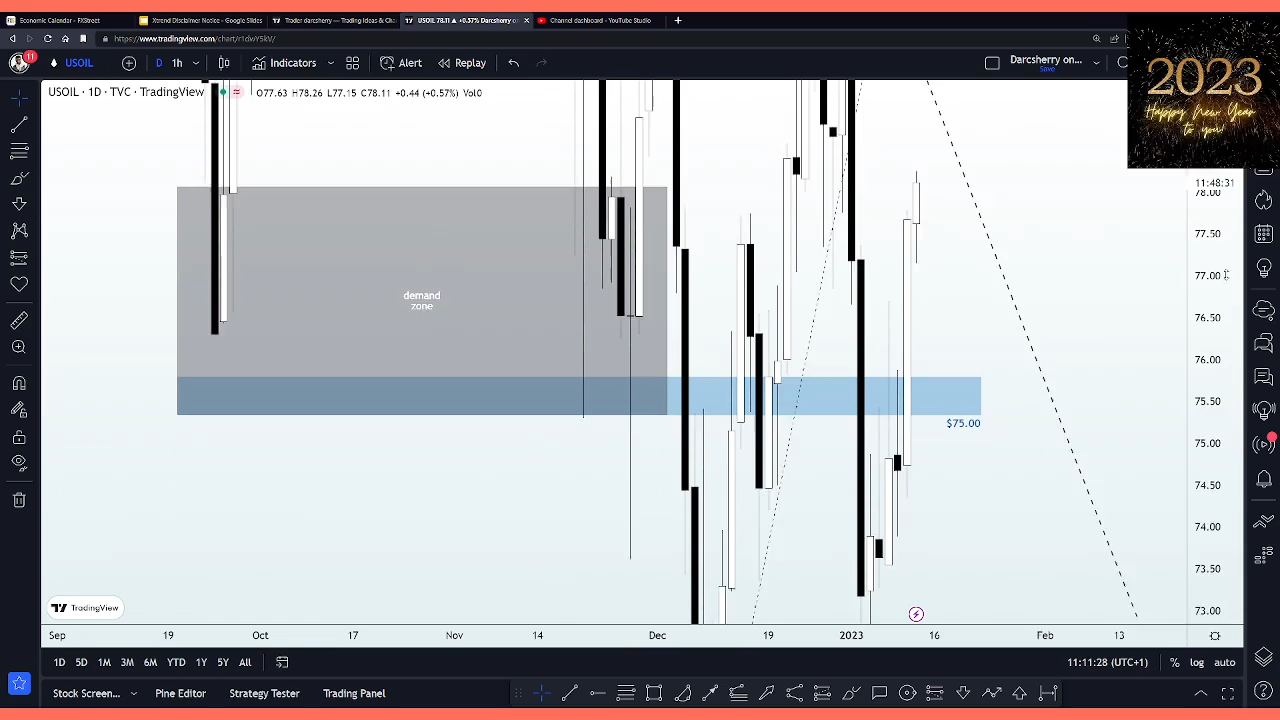 Economic Calendar - FXStreet
Xtrend Disclaimer Notice - Google Slides
Trader darcsherry — Trading Ideas & Cha
USOIL 78.11 ▲ +0.57% Darcsherry o
Channel dashboard - YouTube Studio
https://www.tradingview.com/chart/r1dwY5kV/
11
USOIL
D
1h
Indicators
Alert
Replay
Darcsherry on...
Save
2023
Happy New Year
to you!
USOIL · 1D · TVC · TradingView
O77.63 H78.26 L77.15 C78.11 +0.44 (+0.57%) Vol0
11:48:31
78.00
77.50
77.00
76.50
76.00
75.50
75.00
74.50
74.00
73.50
73.00
demand
zone
$75.00
TradingView
Sep
19
Oct
17
Nov
14
Dec
19
2023
16
Feb
13
1D
5D
1M
3M
6M
YTD
1Y
5Y
All
11:11:28 (UTC+1)
%
log
auto
Stock Screen...
Pine Editor
Strategy Tester
Trading Panel